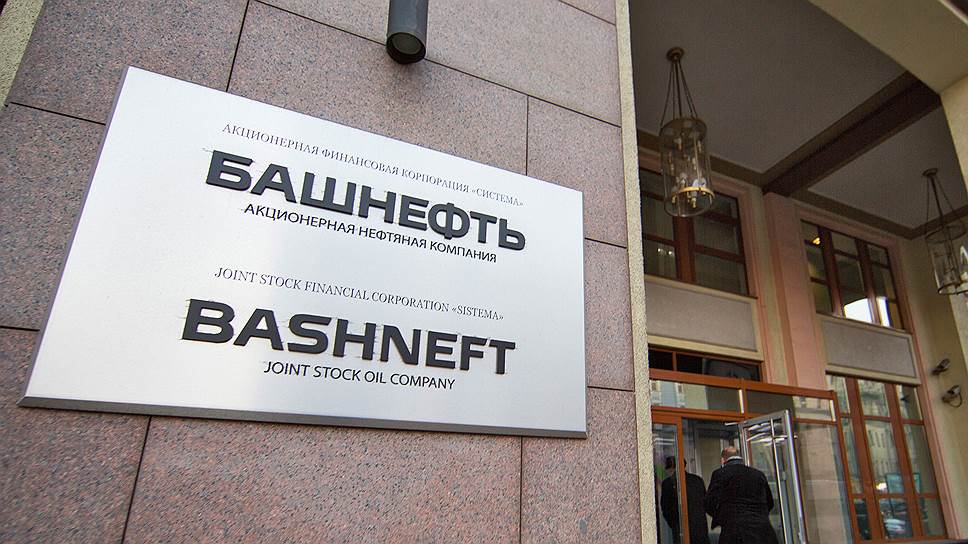 АКЦИОНЕРНАЯ ФИНАНСОВАЯ КОРПОРАЦИЯ «СИСТЕМА»
БАШНЕФТЬ
АКЦИОНЕРНАЯ НЕФТЯНАЯ КОМПАНИЯ
JOINT STOCK FINANCIAL CORPORATION «SISTEMA»
BASHNEFT
JOINT STOCK OIL COMPANY